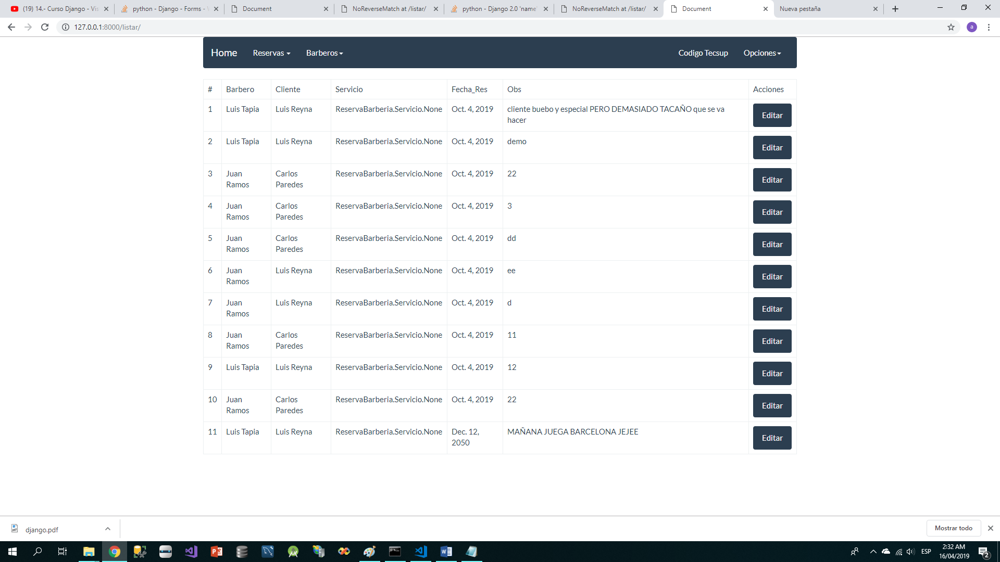 (19) 14.- Curso Django - Vis
python - Django - Forms -
Document
NoReverseMatch at /listar/
python - Django 2.0 'name'
NoReverseMatch at /listar/
Document
Nueva pestaña
127.0.0.1:8000/listar/
a
Home Reservas Barberos Codigo Tecsup Opciones
# Barbero Cliente Servicio Fecha_Res Obs Acciones
1 Luis Tapia Luis Reyna ReservaBarberia.Servicio.None Oct. 4, 2019 cliente buebo y especial PERO DEMASIADO TACAÑO que se va
hacer
Editar
2 Luis Tapia Luis Reyna ReservaBarberia.Servicio.None Oct. 4, 2019 demo Editar
3 Juan Carlos ReservaBarberia.Servicio.None Oct. 4, 2019 22 Editar
Ramos Paredes
4 Juan Carlos ReservaBarberia.Servicio.None Oct. 4, 2019 3 Editar
Ramos Paredes
5 Juan Carlos ReservaBarberia.Servicio.None Oct. 4, 2019 dd Editar
Ramos Paredes
6 Juan Luis Reyna ReservaBarberia.Servicio.None Oct. 4, 2019 ee Editar
Ramos
7 Juan Luis Reyna ReservaBarberia.Servicio.None Oct. 4, 2019 d Editar
Ramos
8 Juan Carlos ReservaBarberia.Servicio.None Oct. 4, 2019 11 Editar
Ramos Paredes
9 Luis Tapia Luis Reyna ReservaBarberia.Servicio.None Oct. 4, 2019 12 Editar
10 Juan Carlos ReservaBarberia.Servicio.None Oct. 4, 2019 22 Editar
Ramos Paredes
11 Luis Tapia Luis Reyna ReservaBarberia.Servicio.None Dec. 12, MAÑANA JUEGA BARCELONA JEJEE Editar
2050
django.pdf
Mostrar todo
ESP
2:32 AM
16/04/2019
2